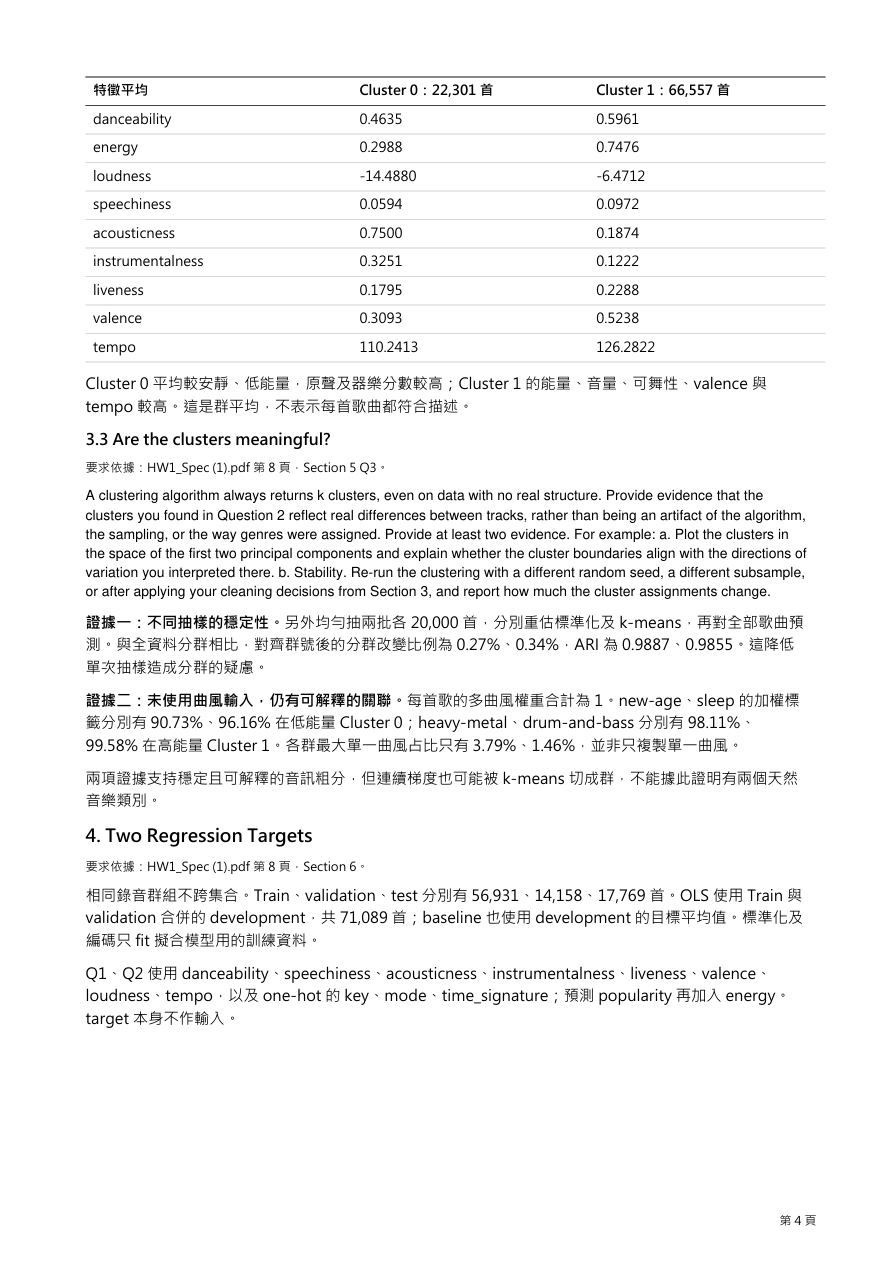 特徵平均 Cluster 0：22,301 首 Cluster 1：66,557 首
danceability 0.4635 0.5961
energy 0.2988 0.7476
loudness -14.4880 -6.4712
speechiness 0.0594 0.0972
acousticness 0.7500 0.1874
instrumentalness 0.3251 0.1222
liveness 0.1795 0.2288
valence 0.3093 0.5238
tempo 110.2413 126.2822
Cluster 0 平均較安靜、低能量，原聲及器樂分數較高；Cluster 1 的能量、音量、可舞性、valence 與
tempo 較高。這是群平均，不表示每首歌曲都符合描述。
3.3 Are the clusters meaningful?
要求依據：HW1_Spec (1).pdf 第 8 頁，Section 5 Q3。
A clustering algorithm always returns k clusters, even on data with no real structure. Provide evidence that the
clusters you found in Question 2 reflect real differences between tracks, rather than being an artifact of the algorithm,
the sampling, or the way genres were assigned. Provide at least two evidence. For example: a. Plot the clusters in
the space of the first two principal components and explain whether the cluster boundaries align with the directions of
variation you interpreted there. b. Stability. Re-run the clustering with a different random seed, a different subsample,
or after applying your cleaning decisions from Section 3, and report how much the cluster assignments change.
證據一：不同抽樣的穩定性。另外均勻抽兩批各 20,000 首，分別重估標準化及 k-means，再對全部歌曲預
測。與全資料分群相比，對齊群號後的分群改變比例為 0.27%、0.34%，ARI 為 0.9887、0.9855。這降低
單次抽樣造成分群的疑慮。
證據二：未使用曲風輸入，仍有可解釋的關聯。每首歌的多曲風權重合計為 1。new-age、sleep 的加權標
籤分別有 90.73%、96.16% 在低能量 Cluster 0；heavy-metal、drum-and-bass 分別有 98.11%、
99.58% 在高能量 Cluster 1。各群最大單一曲風占比只有 3.79%、1.46%，並非只複製單一曲風。
兩項證據支持穩定且可解釋的音訊粗分，但連續梯度也可能被 k-means 切成群，不能據此證明有兩個天然
音樂類別。
4. Two Regression Targets
要求依據：HW1_Spec (1).pdf 第 8 頁，Section 6。
相同錄音群組不跨集合。Train、validation、test 分別有 56,931、14,158、17,769 首。OLS 使用 Train 與
validation 合併的 development，共 71,089 首；baseline 也使用 development 的目標平均值。標準化及
編碼只 fit 擬合模型用的訓練資料。
Q1、Q2 使用 danceability、speechiness、acousticness、instrumentalness、liveness、valence、
loudness、tempo，以及 one-hot 的 key、mode、time_signature；預測 popularity 再加入 energy。
target 本身不作輸入。
第 4 頁